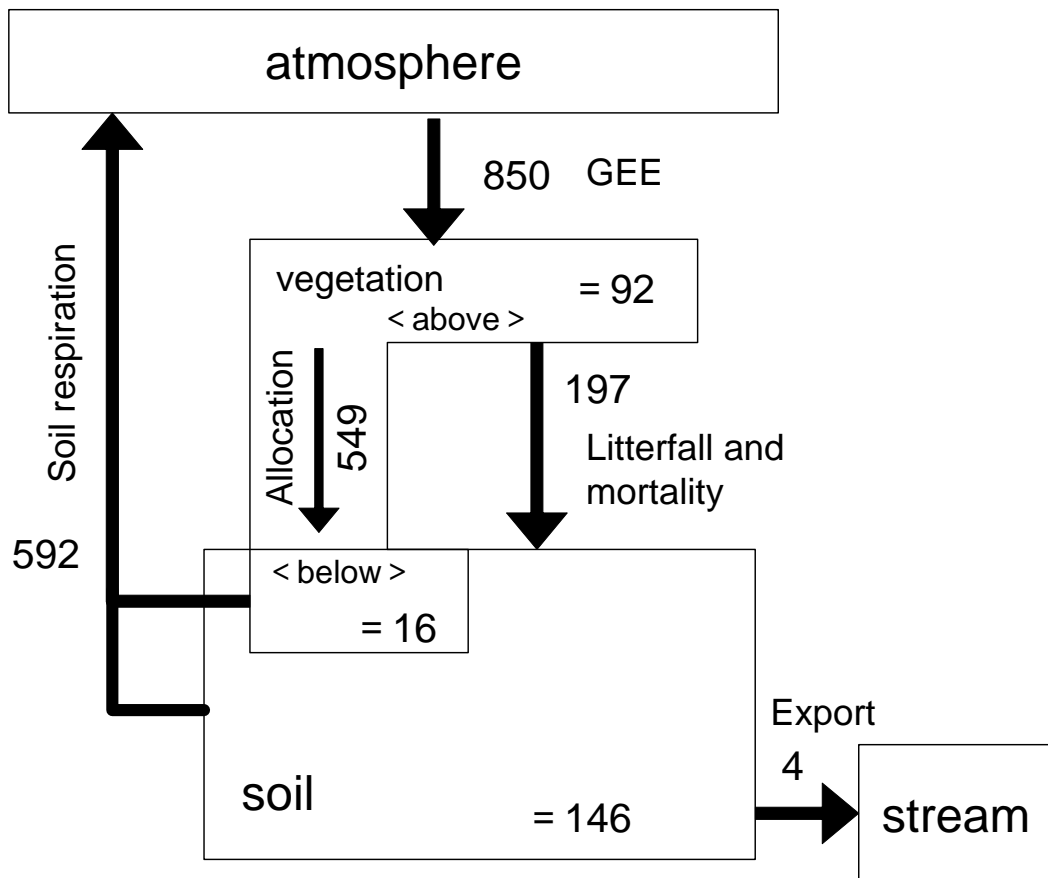 atmosphere
850 GEE
vegetation
= 92
< above >
Soil respiration
Allocation
549
197
Litterfall and
mortality
592
< below >
= 16
Export
4
soil
= 146
stream